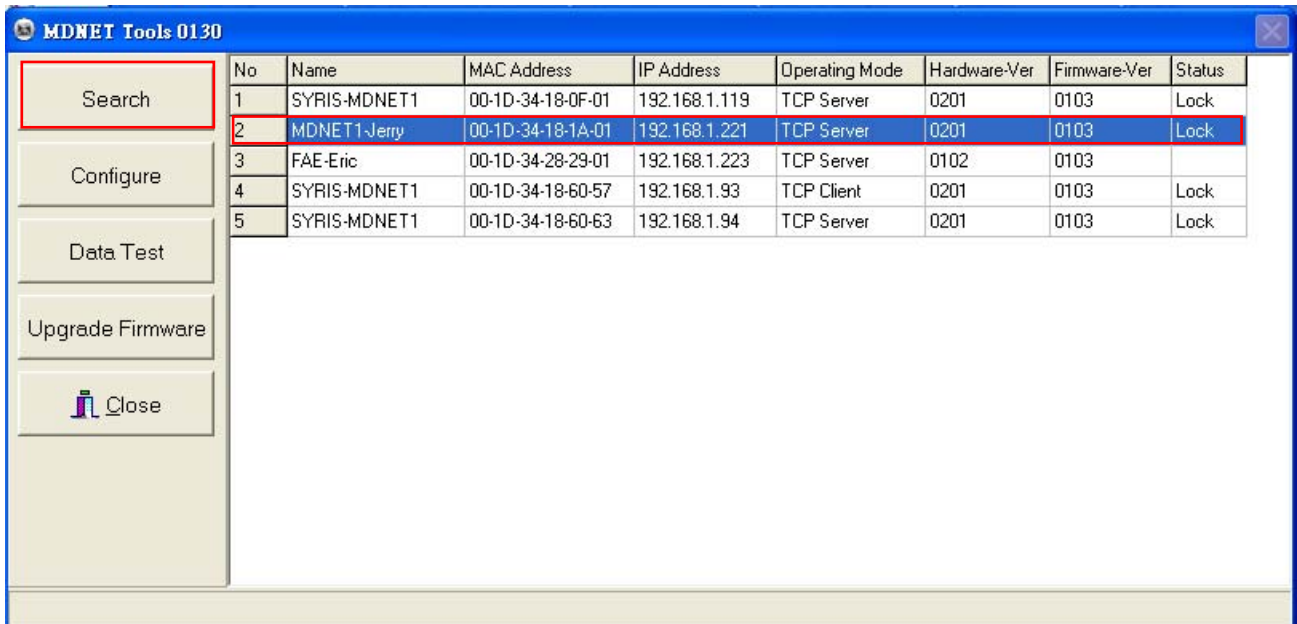 MDNET Tools 0130
Search
Configure
Data Test
Upgrade Firmware
Close
No Name MAC Address IP Address Operating Mode Hardware-Ver Firmware-Ver Status
1 SYRIS-MDNET1 00-1D-34-18-0F-01 192.168.1.119 TCP Server 0201 0103 Lock
2 MDNET1-Jerry 00-1D-34-18-1A-01 192.168.1.221 TCP Server 0201 0103 Lock
3 FAE-Eric 00-1D-34-28-29-01 192.168.1.223 TCP Server 0102 0103
4 SYRIS-MDNET1 00-1D-34-18-60-57 192.168.1.93 TCP Client 0201 0103 Lock
5 SYRIS-MDNET1 00-1D-34-18-60-63 192.168.1.94 TCP Server 0201 0103 Lock